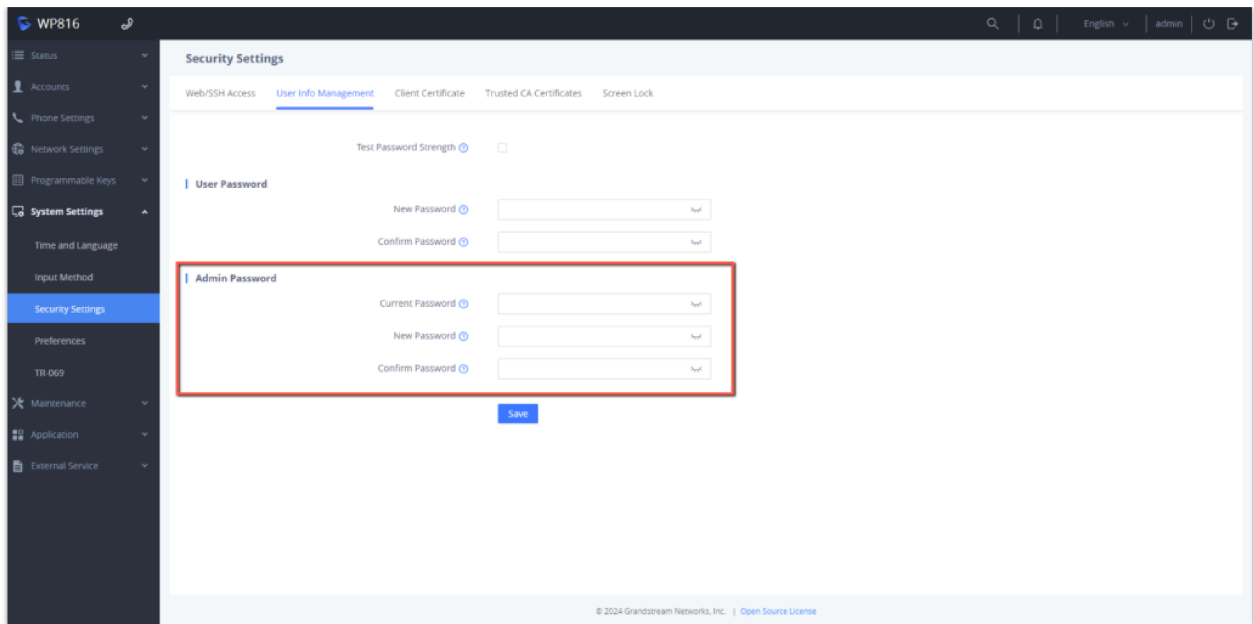 WP816
English
admin
Status
Accounts
Phone Settings
Network Settings
Programmable Keys
System Settings
Time and Language
Input Method
Security Settings
Preferences
TR-069
Maintenance
Application
External Service
Security Settings
Web/SSH Access User Info Management Client Certificate Trusted CA Certificates Screen Lock
Test Password Strength
User Password
New Password
Confirm Password
Admin Password
Current Password
New Password
Confirm Password
Save
© 2024 Grandstream Networks, Inc. | Open Source License